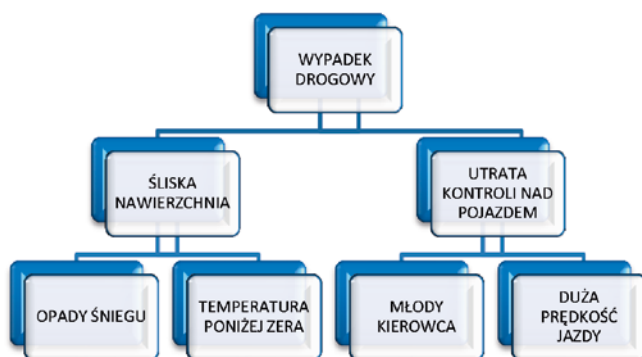 WYPADEK
DROGOWY
ŚLISKA
NAWIERZCHNIA
UTRATA
KONTROLI NAD
POJAZDEM
OPADY ŚNIEGU
TEMPERATURA
PONIŻEJ ZERA
MŁODY
KIEROWCA
DUŻA
PRĘDKOŚĆ
JAZDY